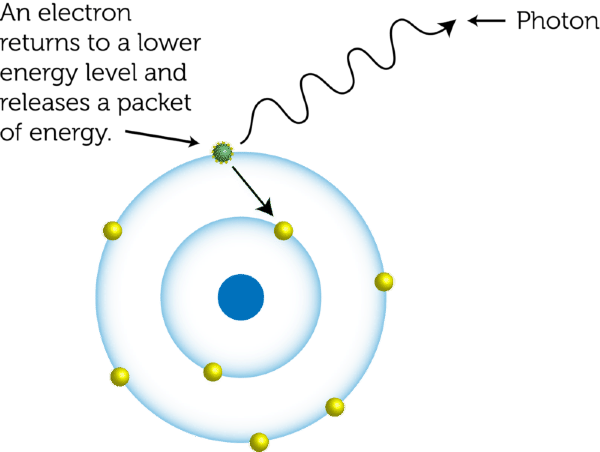 An electron
returns to a lower
energy level and
releases a packet
of energy.
Photon